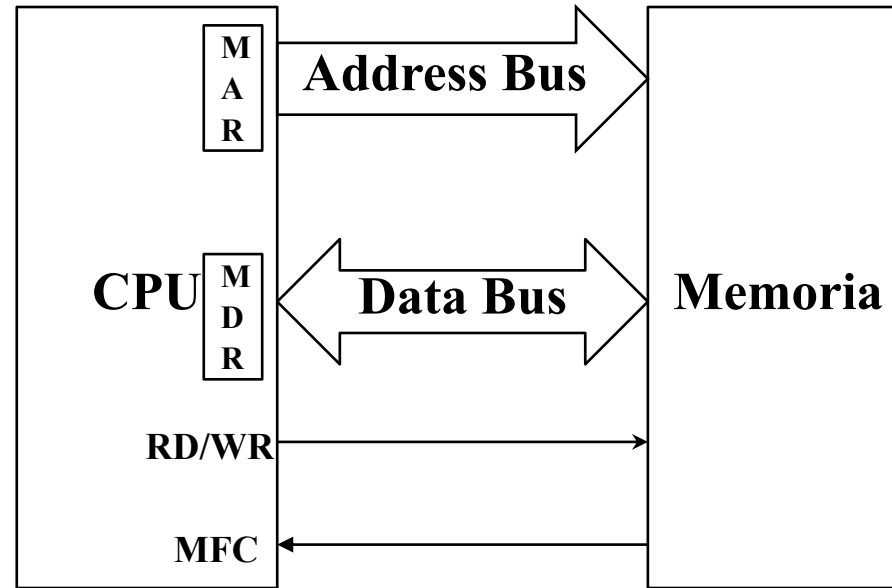 M
A
R
Address Bus
CPU
M
D
R
Data Bus
Memoria
RD/WR
MFC